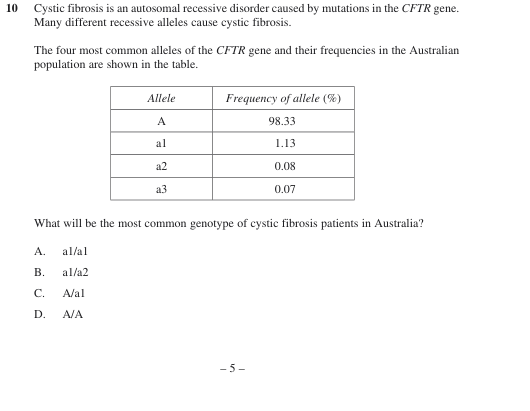 10 Cystic fibrosis is an autosomal recessive disorder caused by mutations in the CFTR gene.
Many different recessive alleles cause cystic fibrosis.
The four most common alleles of the CFTR gene and their frequencies in the Australian
population are shown in the table.
Allele Frequency of allele (%)
A 98.33
a1 1.13
a2 0.08
a3 0.07
What will be the most common genotype of cystic fibrosis patients in Australia?
A. a1/a1
B. a1/a2
C. A/a1
D. A/A
– 5 –